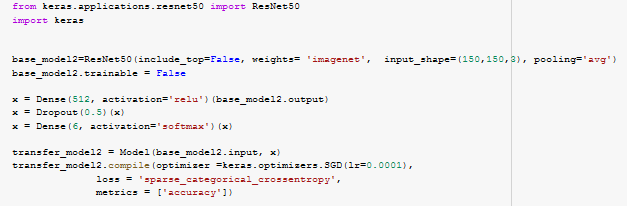 from keras.applications.resnet50 import ResNet50
import keras
base_model2=ResNet50(include_top=False, weights= 'imagenet', input_shape=(150,150,3), pooling='avg')
base_model2.trainable = False
x = Dense(512, activation='relu')(base_model2.output)
x = Dropout(0.5)(x)
x = Dense(6, activation='softmax')(x)
transfer_model2 = Model(base_model2.input, x)
transfer_model2.compile(optimizer =keras.optimizers.SGD(lr=0.0001),
loss = 'sparse_categorical_crossentropy',
metrics = ['accuracy'])